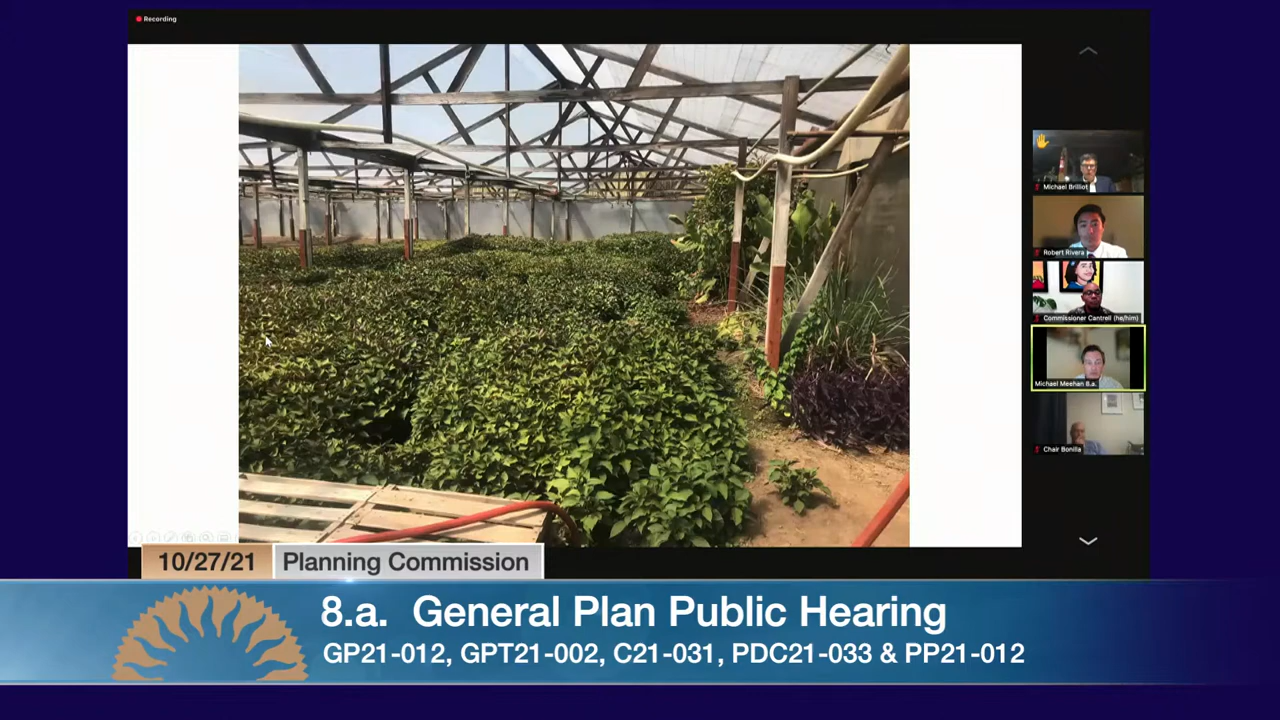 Recording
Michael Brilliot
Robert Rivera
Commissioner Cantrell (he/him)
Michael Meehan 8.a.
Chair Bonilla
10/27/21
Planning Commission
8.a. General Plan Public Hearing
GP21-012, GPT21-002, C21-031, PDC21-033 & PP21-012